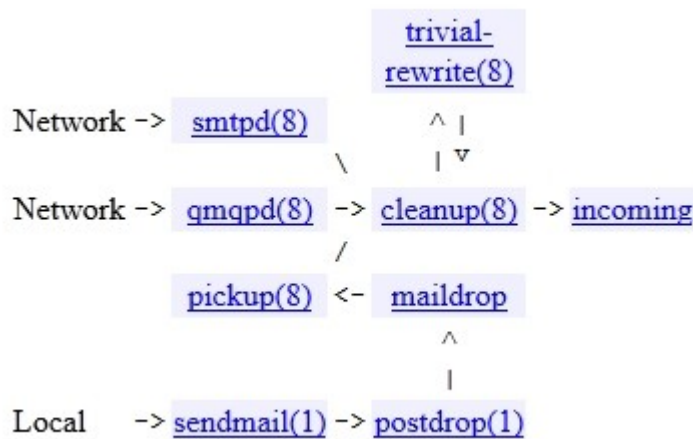 trivial-
rewrite(8)
Network -> smtpd(8) ^ |
\ | v
Network -> qmqpd(8) -> cleanup(8) -> incoming
/
pickup(8) <- maildrop
^
|
Local -> sendmail(1) -> postdrop(1)